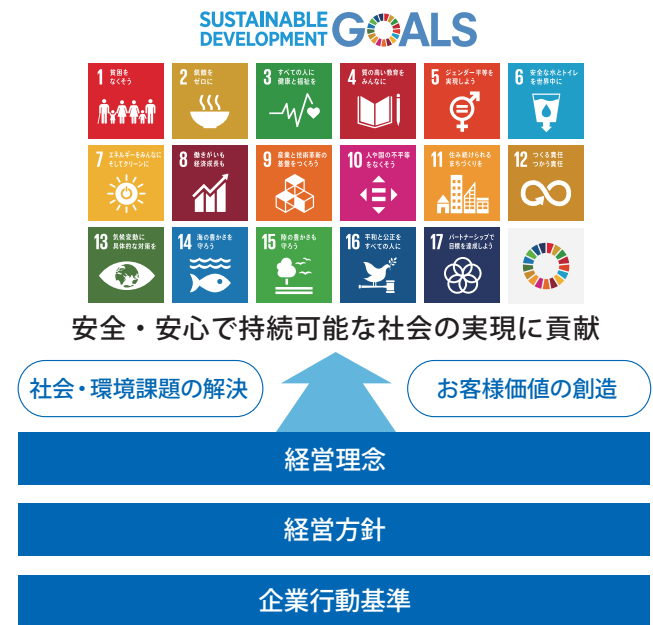 SUSTAINABLE
DEVELOPMENT
GOALS
1 貧困を
なくそう
2 飢餓を
ゼロに
3 すべての人に
健康と福祉を
4 質の高い教育を
みんなに
5 ジェンダー平等を
実現しよう
6 安全な水とトイレ
を世界中に
7 エネルギーをみんなに
そしてクリーンに
8 働きがいも
経済成長も
9 産業と技術革新の
基盤をつくろう
10 人や国の不平等
をなくそう
11 住み続けられる
まちづくりを
12 つくる責任
つかう責任
13 気候変動に
具体的な対策を
14 海の豊かさを
守ろう
15 陸の豊かさも
守ろう
16 平和と公正を
すべての人に
17 パートナーシップで
目標を達成しよう
安全・安心で持続可能な社会の実現に貢献
社会・環境課題の解決
お客様価値の創造
経営理念
経営方針
企業行動基準